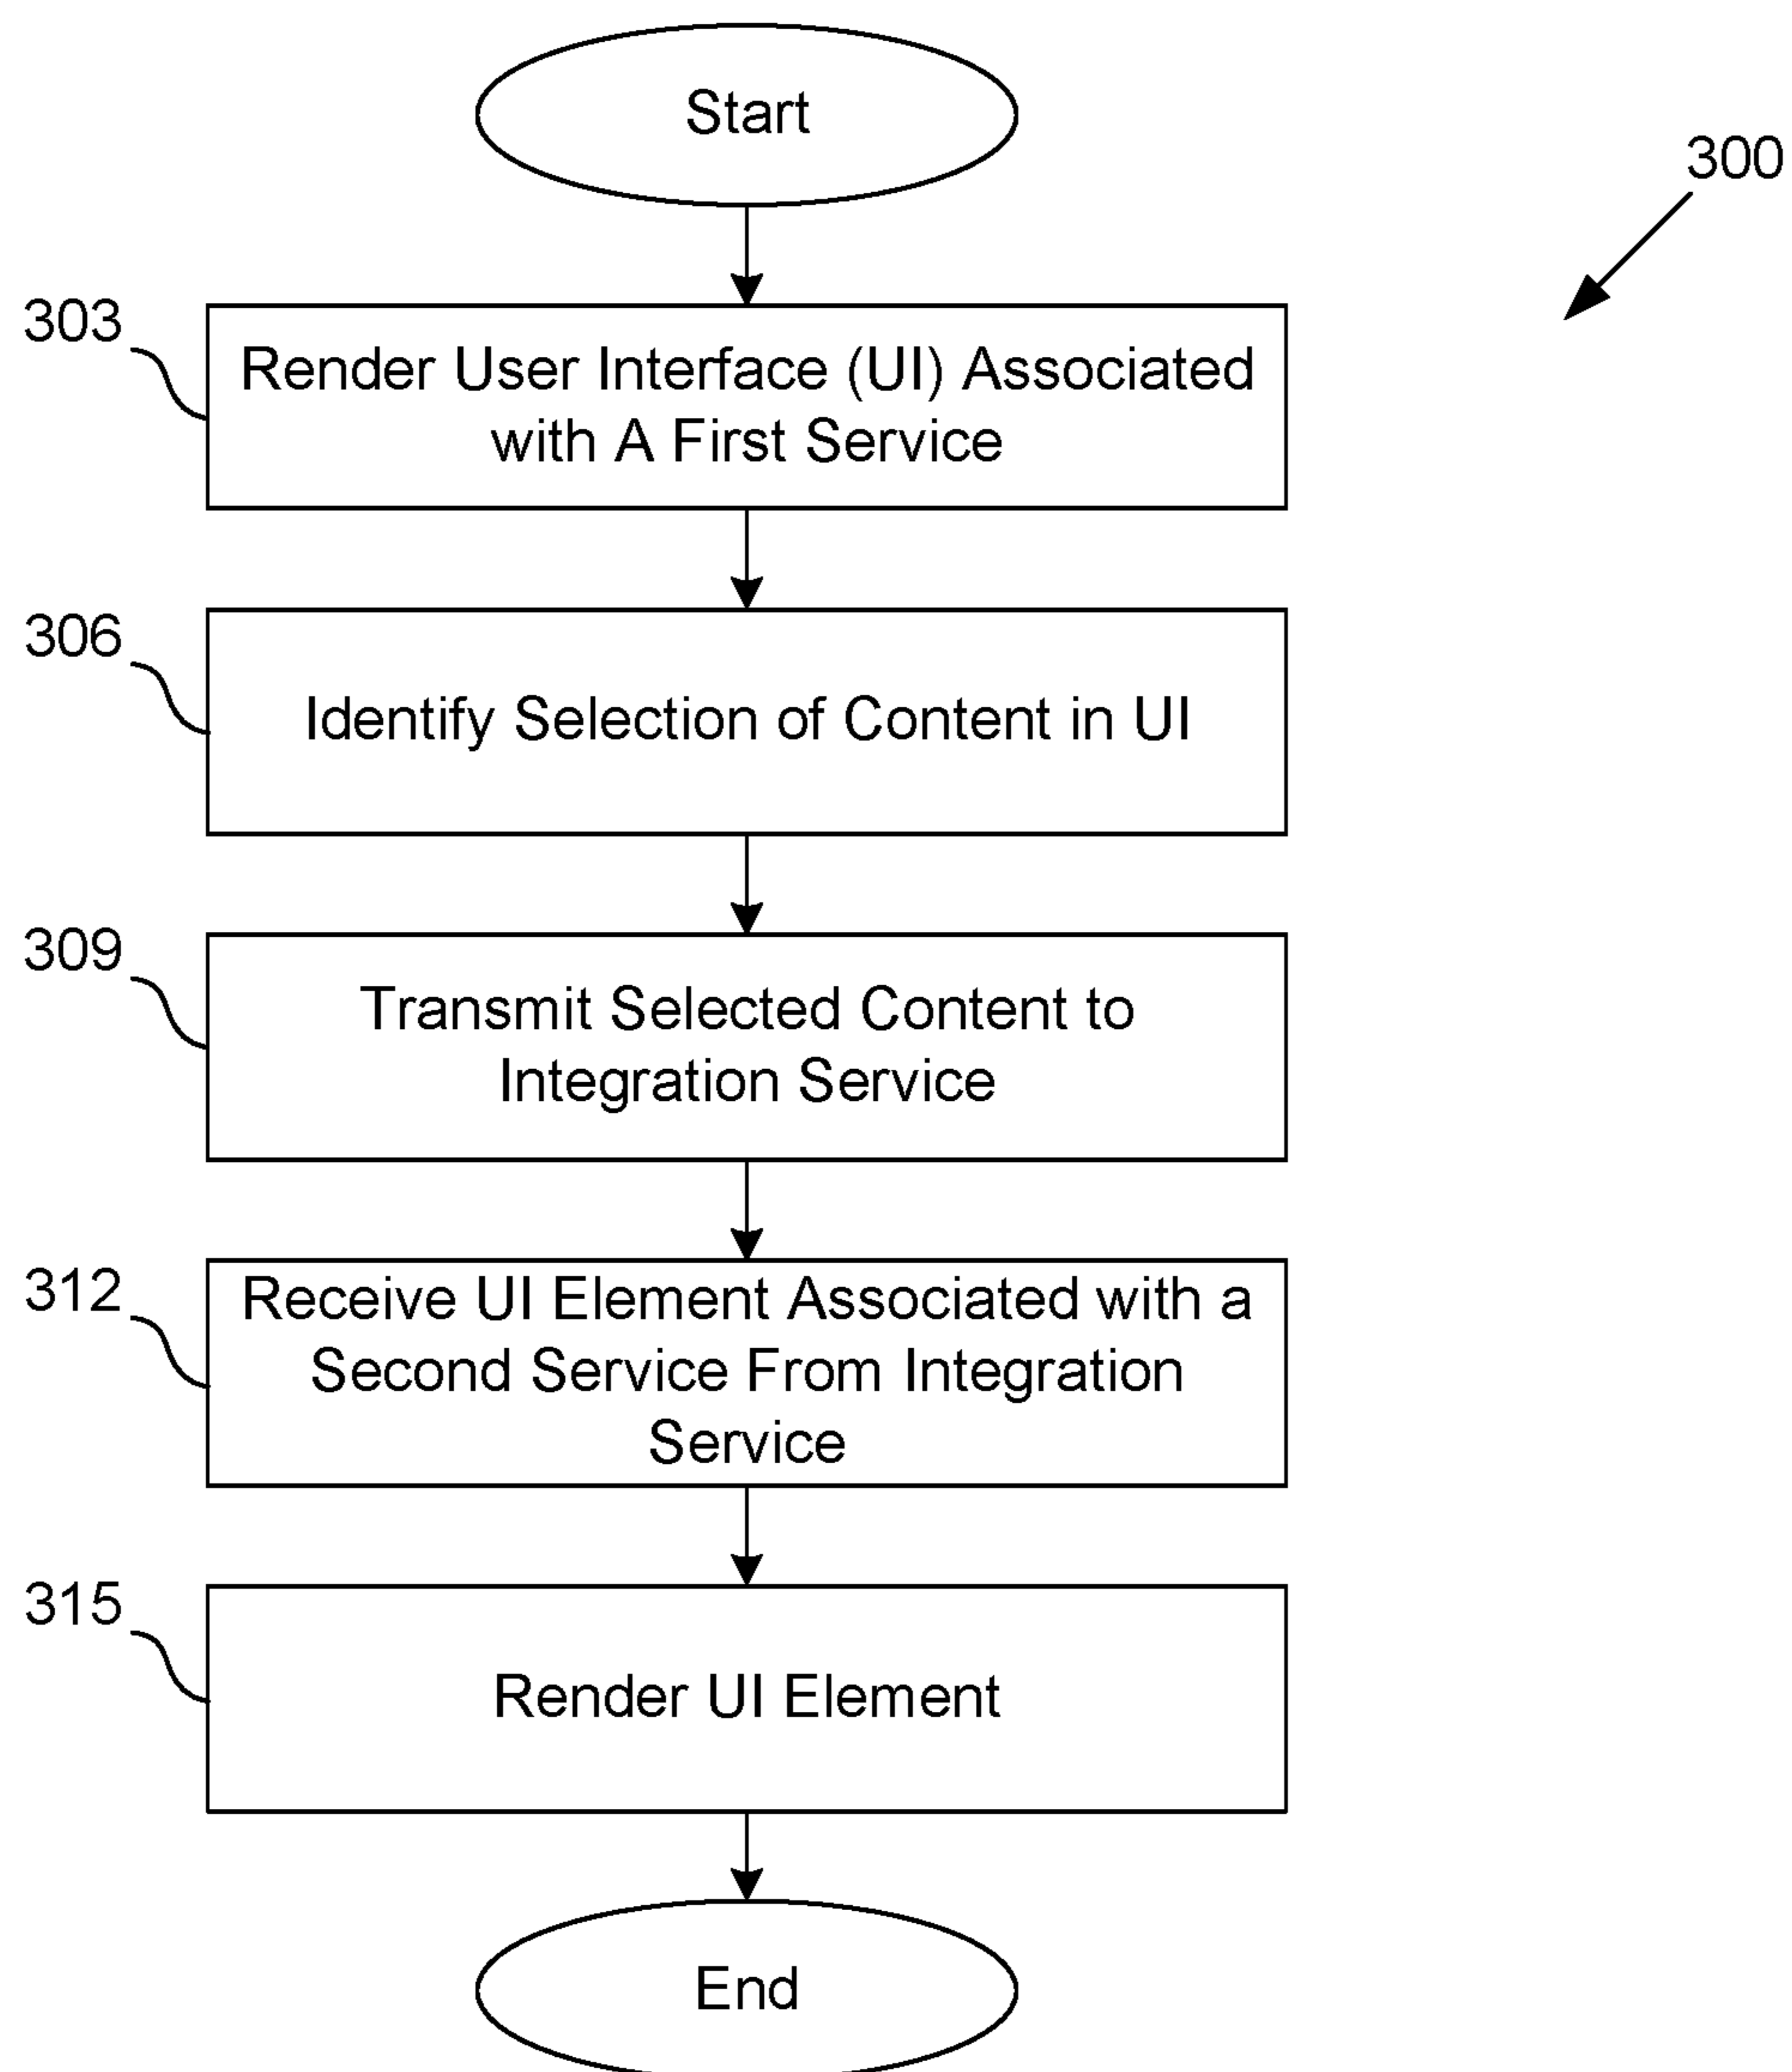 Start
300
303
Render User Interface (UI) Associated
with A First Service
306
Identify Selection of Content in UI
309
Transmit Selected Content to
Integration Service
312
Receive UI Element Associated with a
Second Service From Integration
Service
315
Render UI Element
End